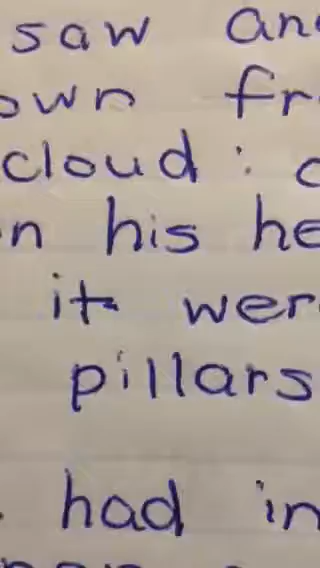 saw an
own fr
cloud: c
n his he
it wer
pillars
had in